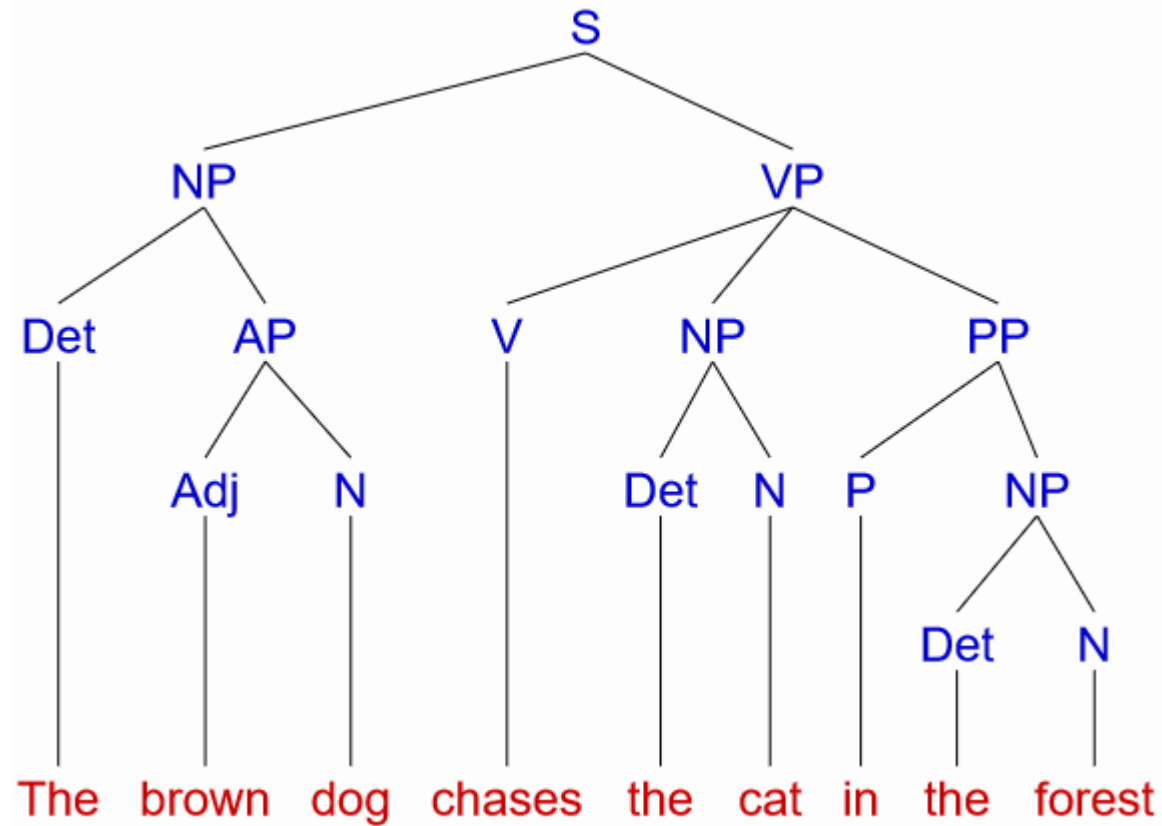 S
NP VP
Det AP V NP PP
Adj N Det N P NP
Det N
The brown dog chases the cat in the forest